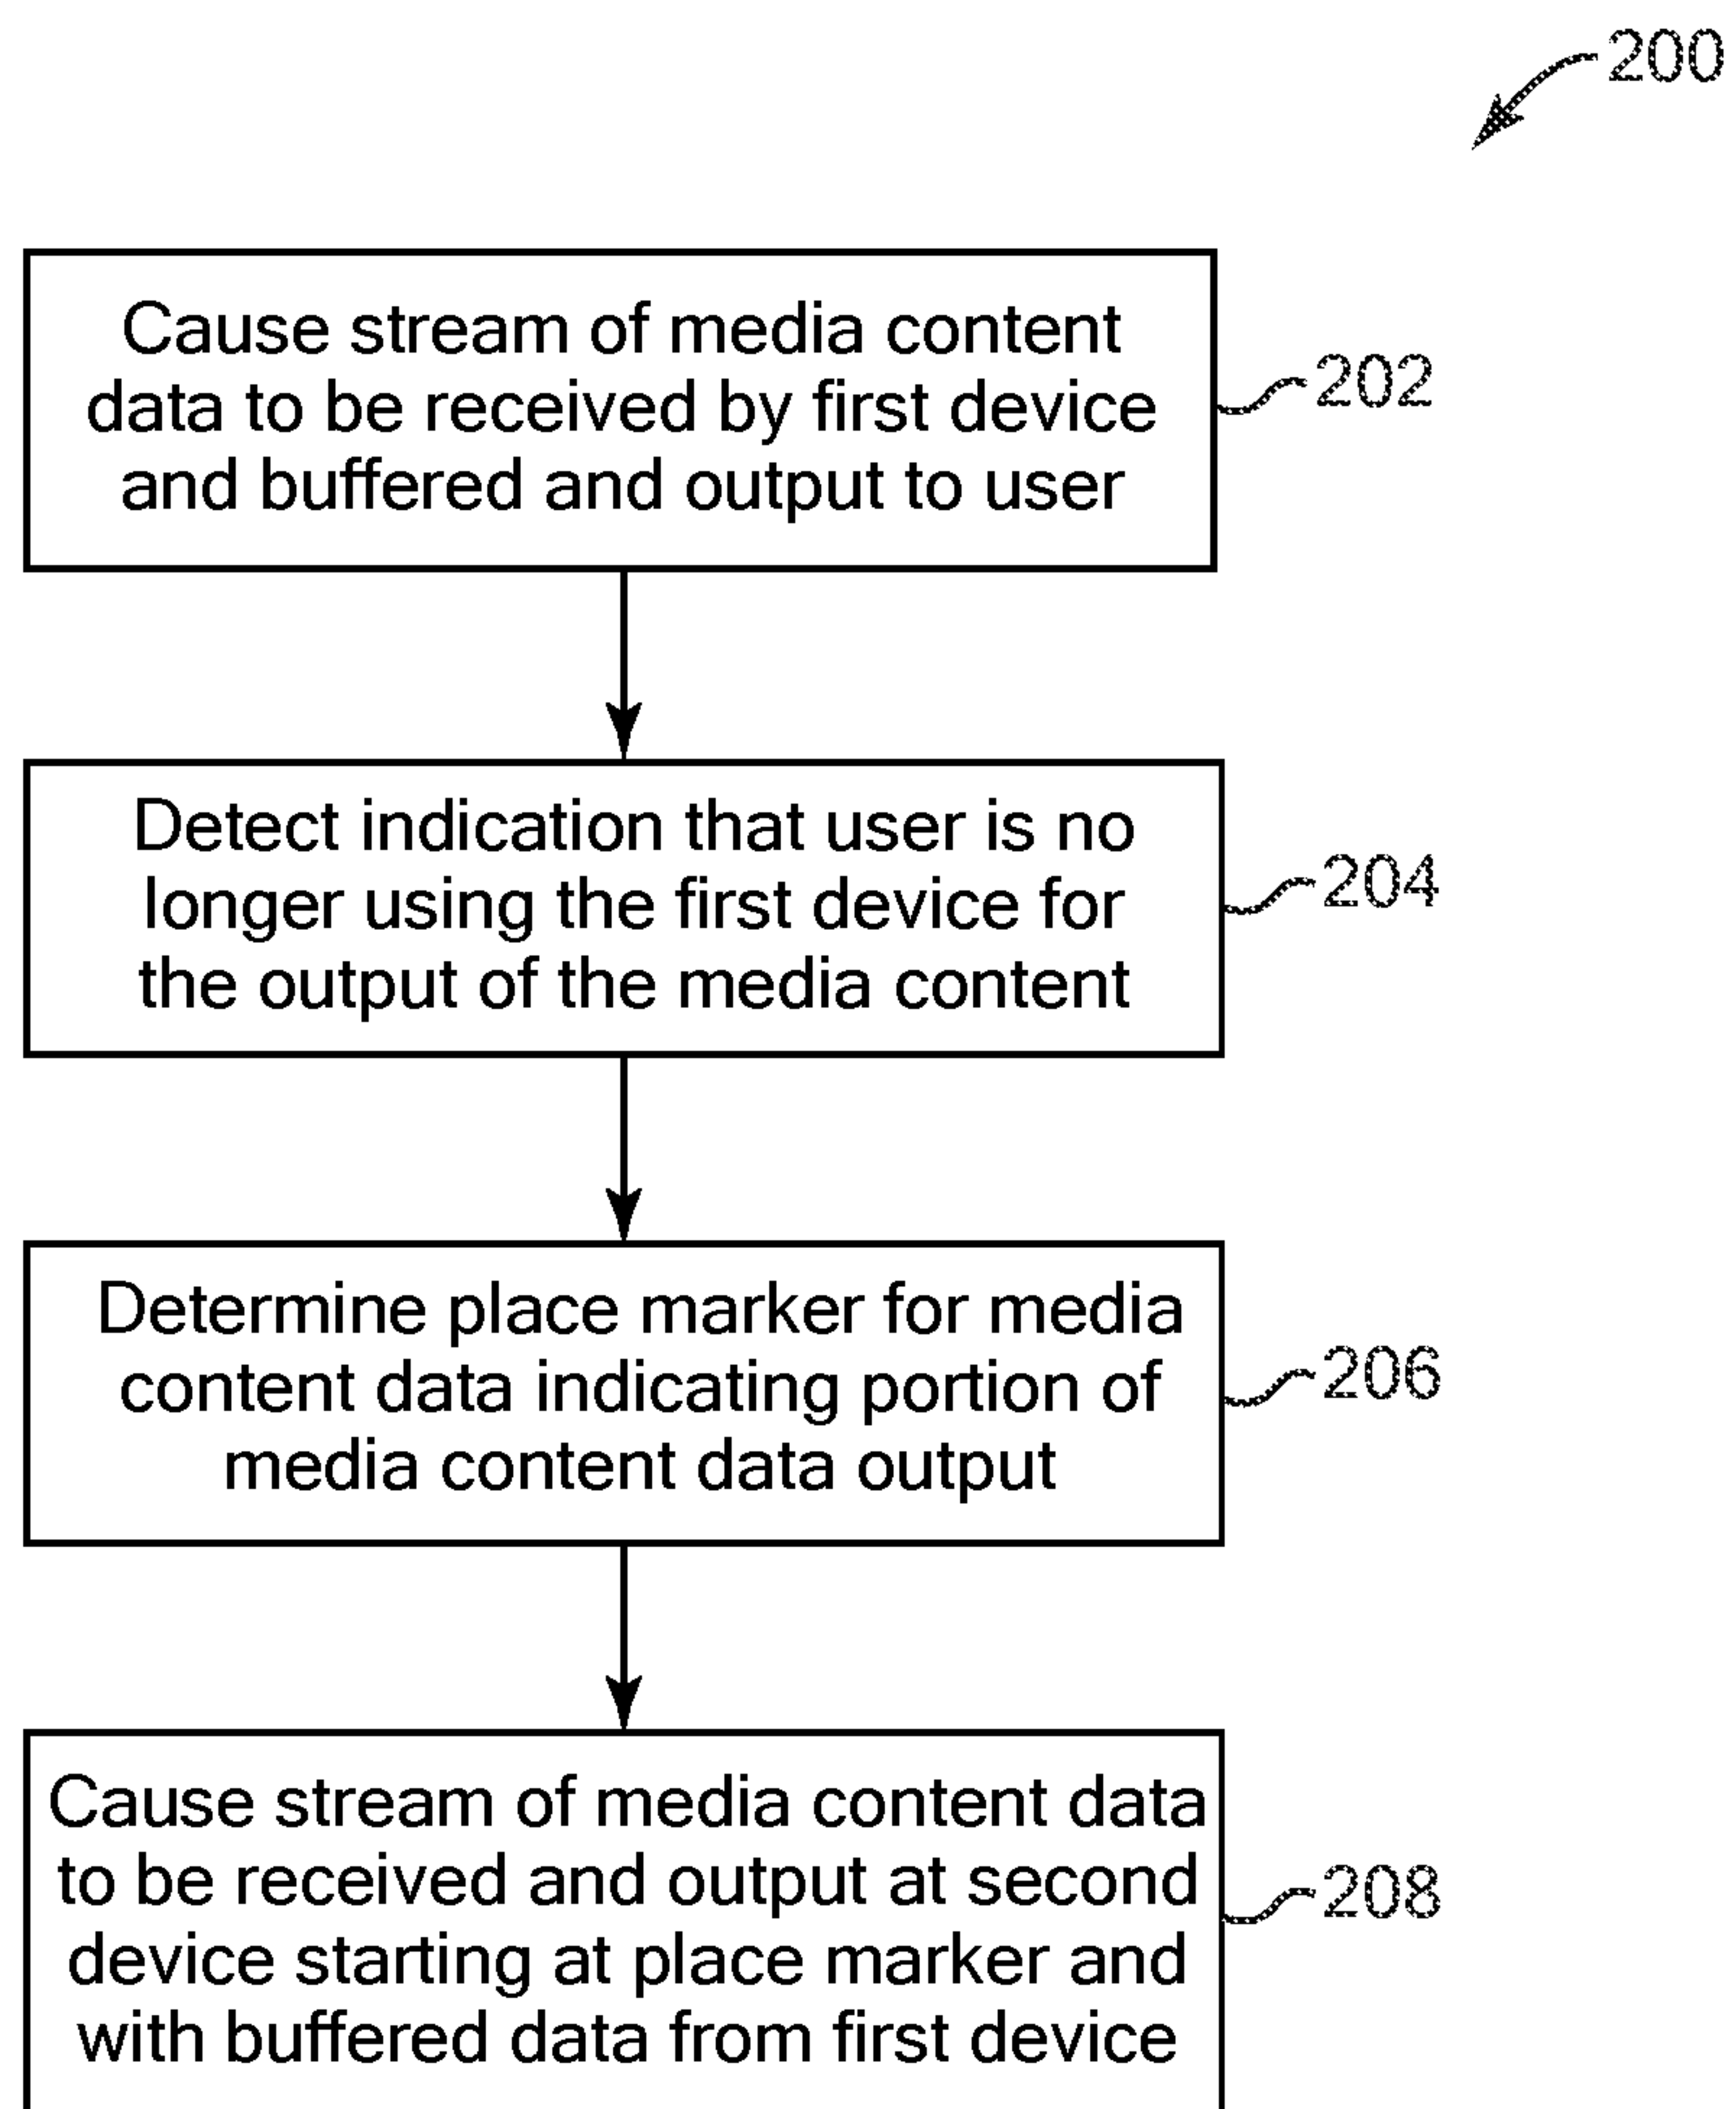 200
Cause stream of media content
data to be received by first device
and buffered and output to user
202
Detect indication that user is no
longer using the first device for
the output of the media content
204
Determine place marker for media
content data indicating portion of
media content data output
206
Cause stream of media content data
to be received and output at second
device starting at place marker and
with buffered data from first device
208